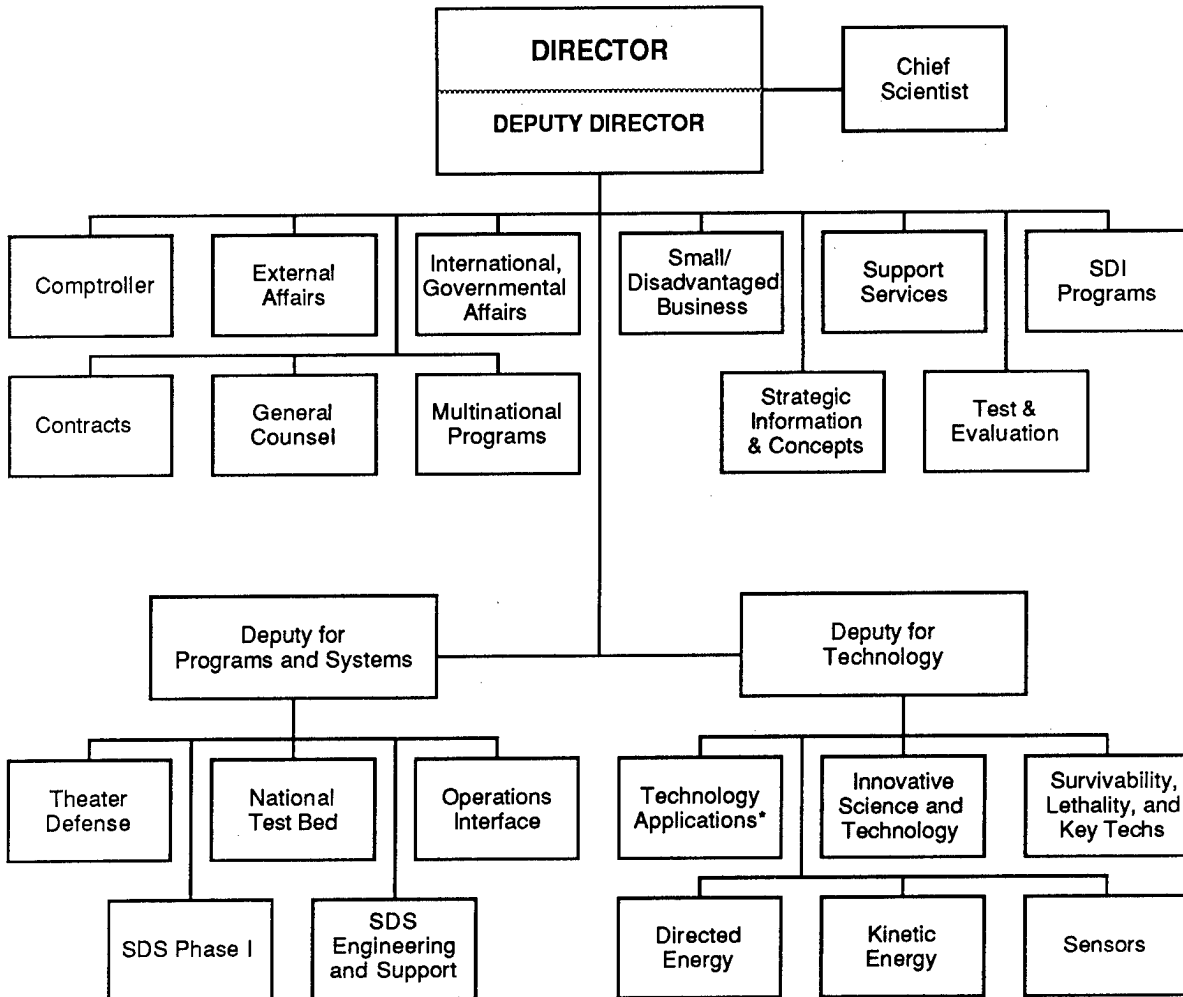 DIRECTOR
DEPUTY DIRECTOR
Chief
Scientist
Comptroller
External
Affairs
International,
Governmental
Affairs
Small/
Disadvantaged
Business
Support
Services
SDI
Programs
Contracts
General
Counsel
Multinational
Programs
Strategic
Information
& Concepts
Test &
Evaluation
Deputy for
Programs and Systems
Deputy for
Technology
Theater
Defense
National
Test Bed
Operations
Interface
Technology
Applications*
Innovative
Science and
Technology
Survivability,
Lethality, and
Key Techs
SDS Phase I
SDS
Engineering
and Support
Directed
Energy
Kinetic
Energy
Sensors